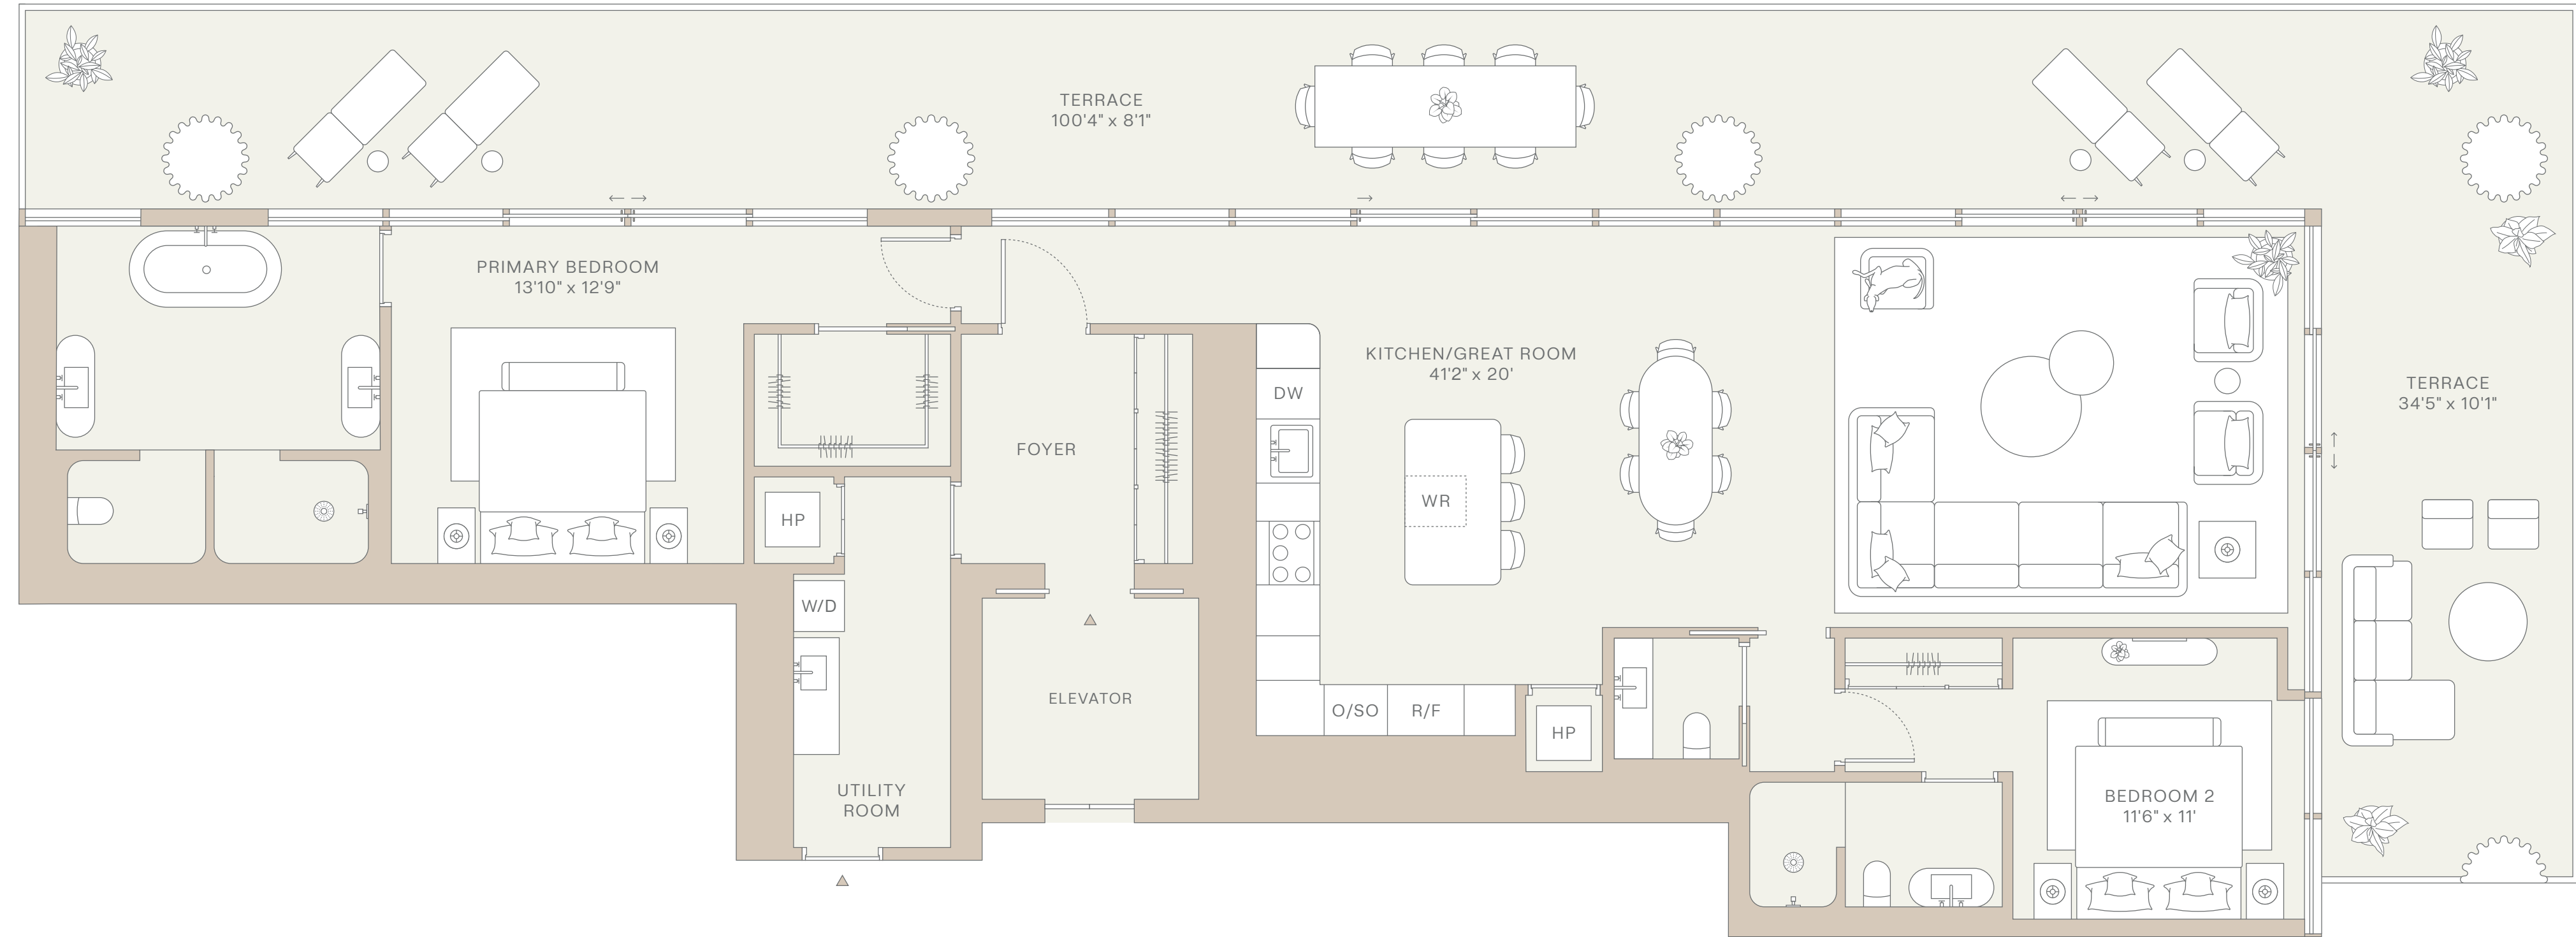 TERRACE
100'4" x 8'1"
PRIMARY BEDROOM
13'10" x 12'9"
KITCHEN/GREAT ROOM
41'2" x 20'
TERRACE
34'5" x 10'1"
DW
FOYER
WR
HP
W/D
ELEVATOR
O/SO
R/F
HP
UTILITY
ROOM
BEDROOM 2
11'6" x 11'